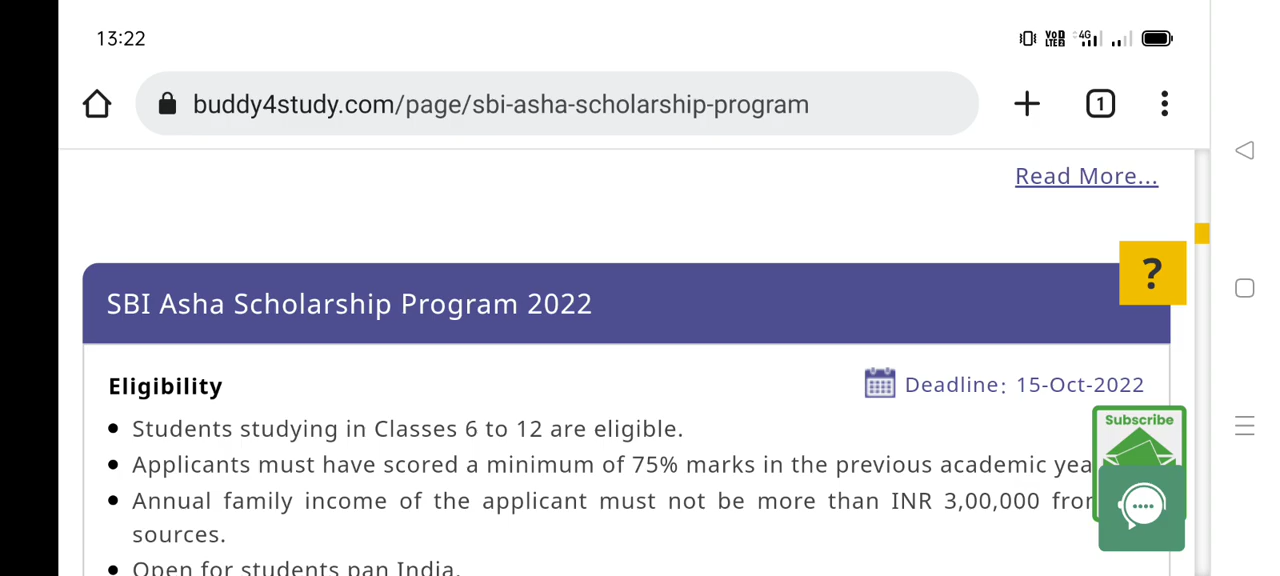 13:22
VoD
LTE2
4G
buddy4study.com/page/sbi-asha-scholarship-program
1
Read More...
?
SBI Asha Scholarship Program 2022
Eligibility
Deadline: 15-Oct-2022
Subscribe
● Students studying in Classes 6 to 12 are eligible.
● Applicants must have scored a minimum of 75% marks in the previous academic
● Annual family income of the applicant must not be more than INR 3,00,000
sources.
● Open for students pan India.